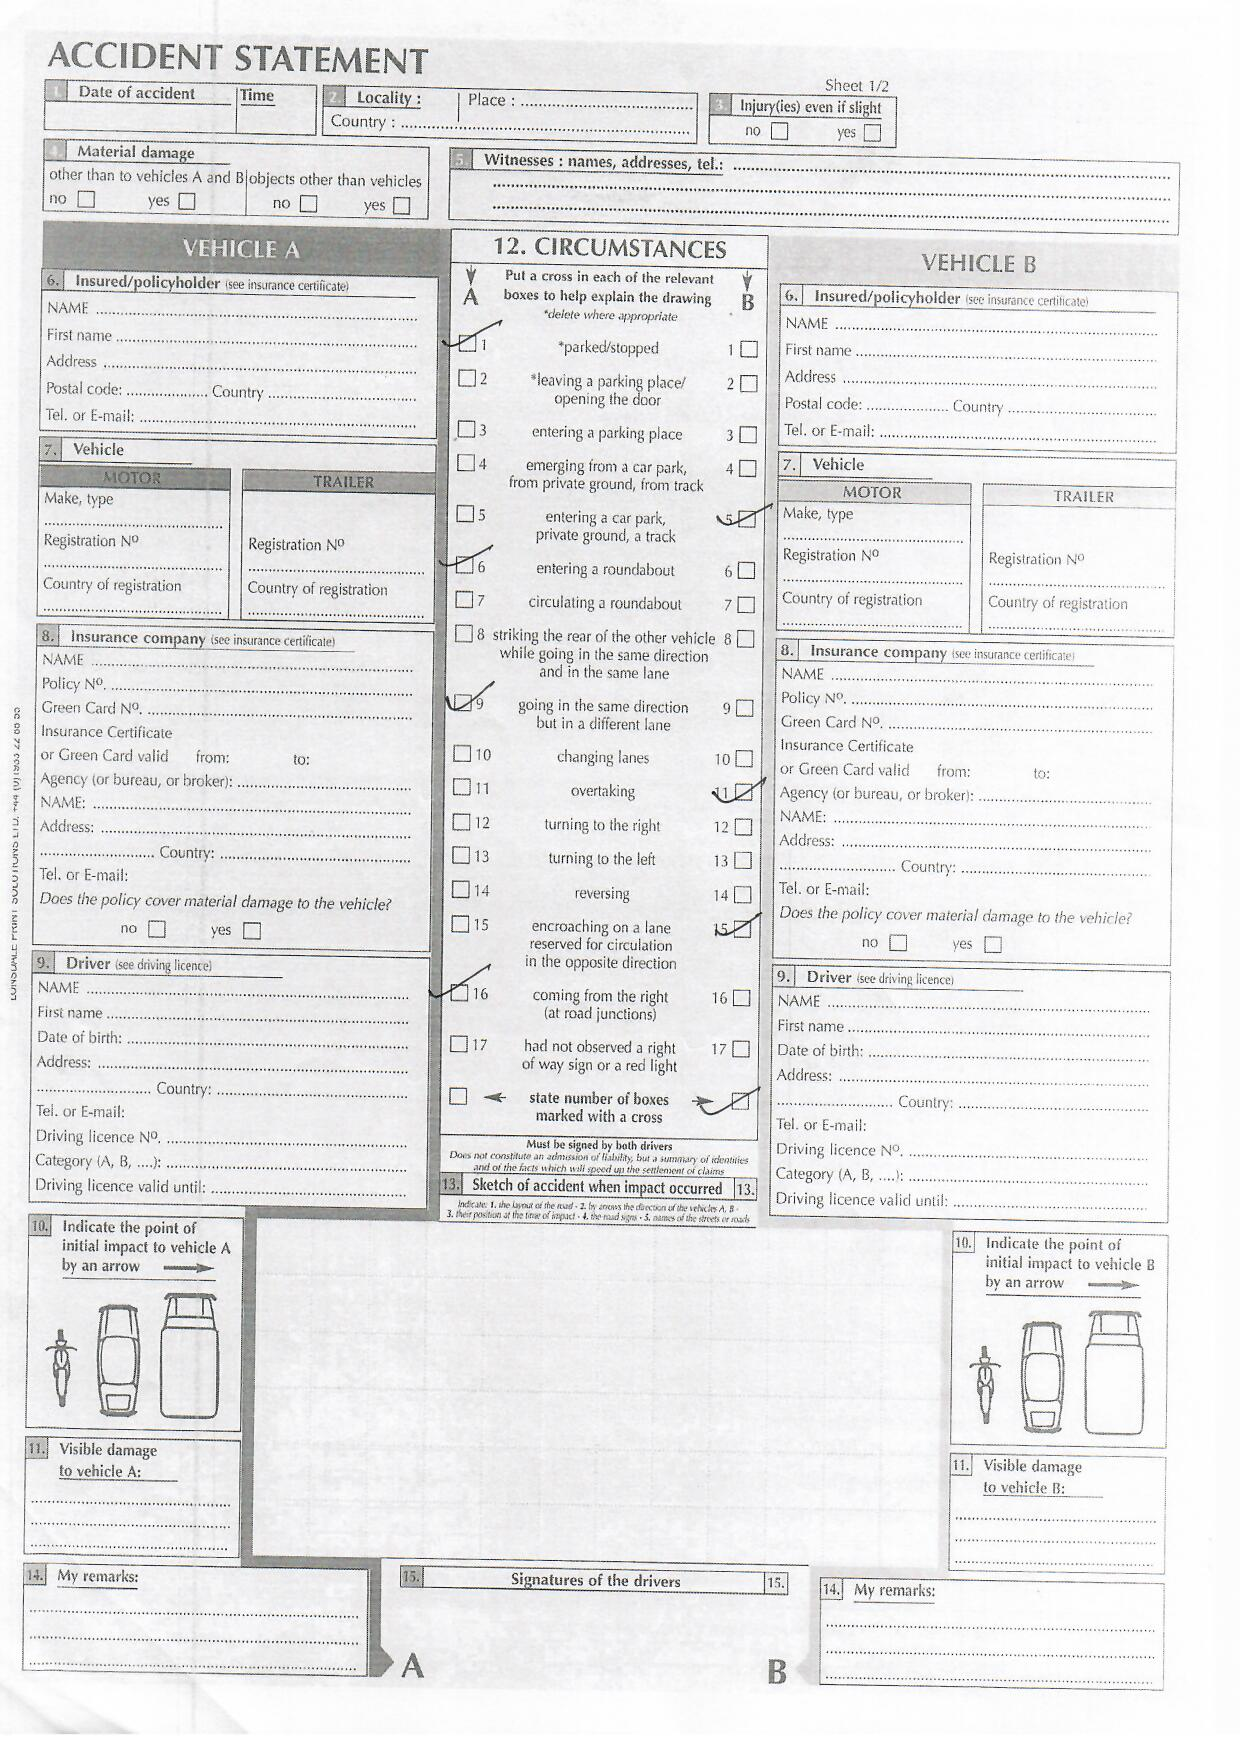 ACCIDENT STATEMENT
Sheet 1/2
1. Date of accident Time
2. Locality : Place :
Country :
3. Injury(ies) even if slight
no yes
4. Material damage
other than to vehicles A and B objects other than vehicles
no yes no yes
5. Witnesses : names, addresses, tel.:
VEHICLE A
6. Insured/policyholder (see insurance certificate)
NAME
First name
Address
Postal code: Country
Tel. or E-mail:
7. Vehicle
MOTOR TRAILER
Make, type
Registration Nº Registration Nº
Country of registration Country of registration
8. Insurance company (see insurance certificate)
NAME
Policy Nº.
Green Card Nº.
Insurance Certificate
or Green Card valid from: to:
Agency (or bureau, or broker):
NAME:
Address:
Country:
Tel. or E-mail:
Does the policy cover material damage to the vehicle?
no yes
9. Driver (see driving licence)
NAME
First name
Date of birth:
Address:
Country:
Tel. or E-mail:
Driving licence Nº.
Category (A, B, ....):
Driving licence valid until:
10. Indicate the point of
initial impact to vehicle A
by an arrow
11. Visible damage
to vehicle A:
14. My remarks:
12. CIRCUMSTANCES
A Put a cross in each of the relevant B
boxes to help explain the drawing
*delete where appropriate
1 *parked/stopped 1
2 *leaving a parking place/ 2
opening the door
3 entering a parking place 3
4 emerging from a car park, 4
from private ground, from track
5 entering a car park, 5
private ground, a track
6 entering a roundabout 6
7 circulating a roundabout 7
8 striking the rear of the other vehicle 8
while going in the same direction
and in the same lane
9 going in the same direction 9
but in a different lane
10 changing lanes 10
11 overtaking 11
12 turning to the right 12
13 turning to the left 13
14 reversing 14
15 encroaching on a lane 15
reserved for circulation
in the opposite direction
16 coming from the right 16
(at road junctions)
17 had not observed a right 17
of way sign or a red light
state number of boxes
marked with a cross
Must be signed by both drivers
Does not constitute an admission of liability, but a summary of identities
and of the facts which will speed up the settlement of claims
13. Sketch of accident when impact occurred 13.
Indicate: 1. the layout of the road - 2. by arrows the direction of the vehicles A, B -
3. their position at the time of impact - 4. the road signs - 5. names of the streets or roads
15. Signatures of the drivers 15.
A B
VEHICLE B
6. Insured/policyholder (see insurance certificate)
NAME
First name
Address
Postal code: Country
Tel. or E-mail:
7. Vehicle
MOTOR TRAILER
Make, type
Registration Nº Registration Nº
Country of registration Country of registration
8. Insurance company (see insurance certificate)
NAME
Policy Nº.
Green Card Nº.
Insurance Certificate
or Green Card valid from: to:
Agency (or bureau, or broker):
NAME:
Address:
Country:
Tel. or E-mail:
Does the policy cover material damage to the vehicle?
no yes
9. Driver (see driving licence)
NAME
First name
Date of birth:
Address:
Country:
Tel. or E-mail:
Driving licence Nº.
Category (A, B, ....):
Driving licence valid until:
10. Indicate the point of
initial impact to vehicle B
by an arrow
11. Visible damage
to vehicle B:
14. My remarks:
LONSDALE PRINT SOLUTIONS LTD.